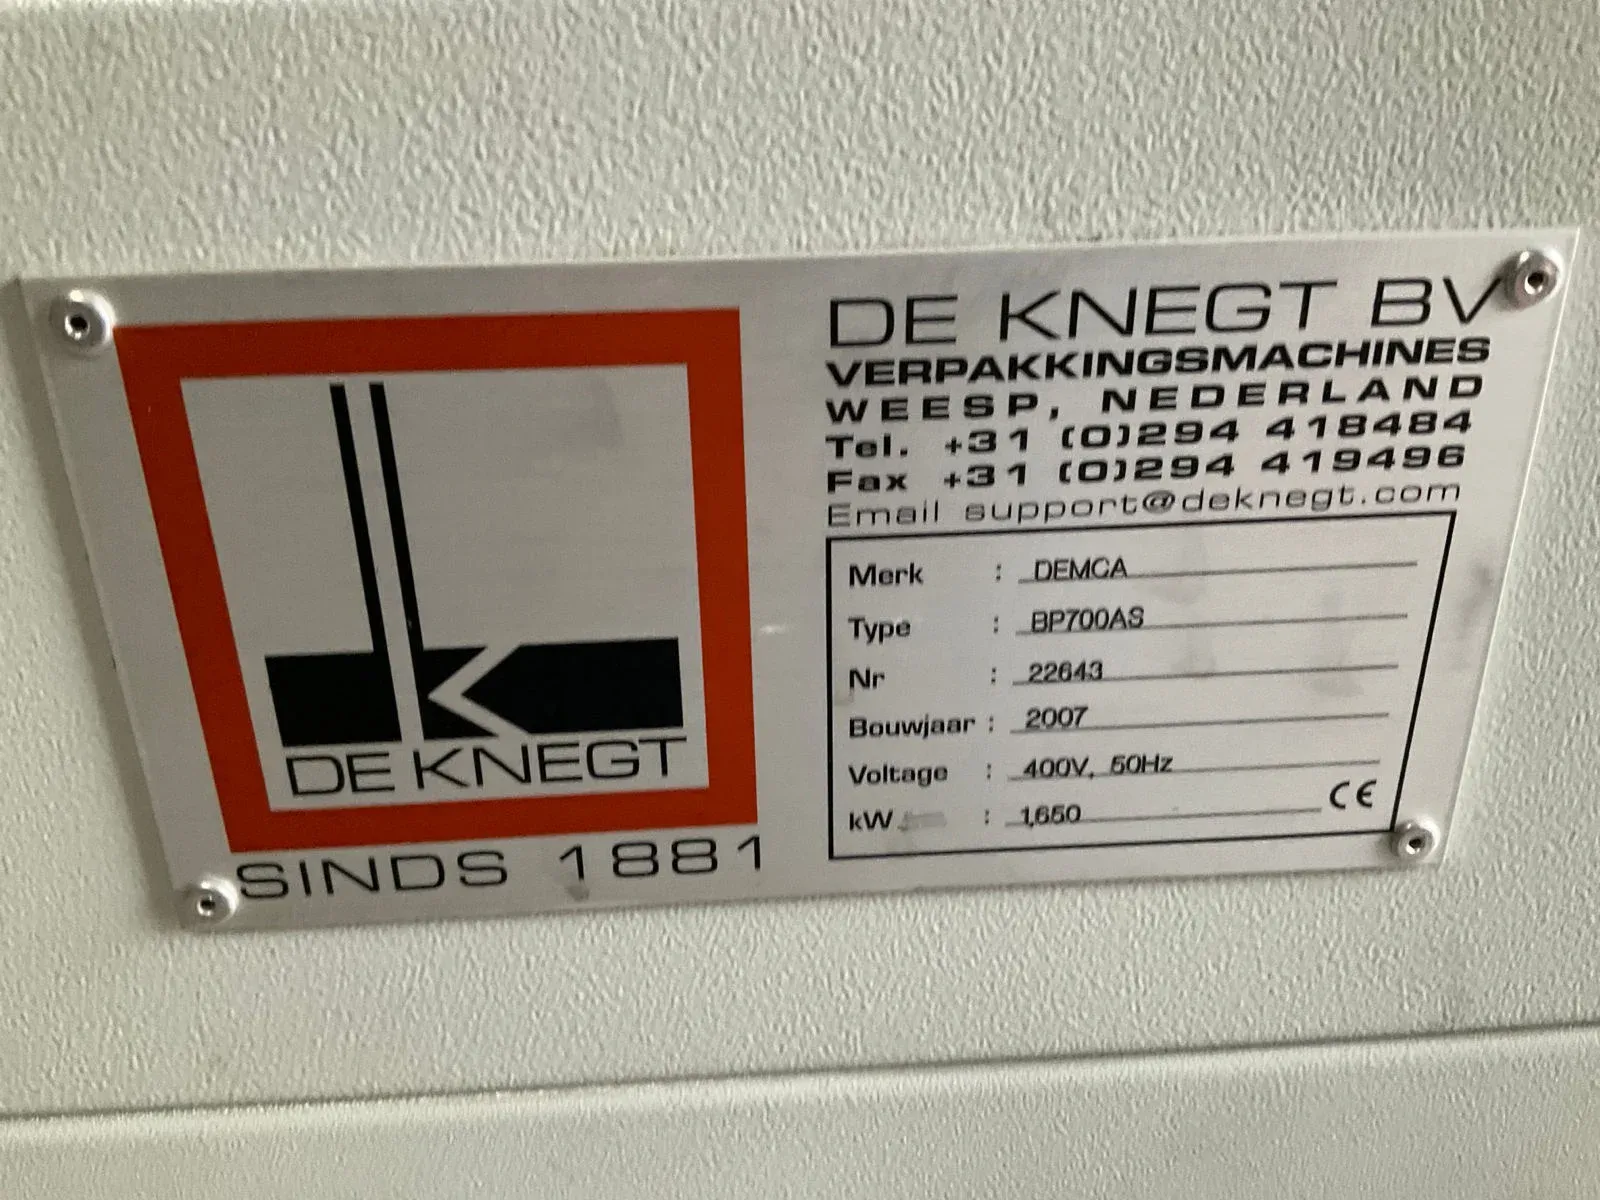 DE KNEGT
SINDS 1881
DE KNEGT BV
VERPAKKINGSMACHINES
WEESP, NEDERLAND
Tel. +31 (0)294 418484
Fax +31 (0)294 419496
Email support@deknegt.com
Merk : DEMCA
Type : BP700AS
Nr : 22643
Bouwjaar : 2007
Voltage : 400V, 50Hz
kW : 1,650
CE